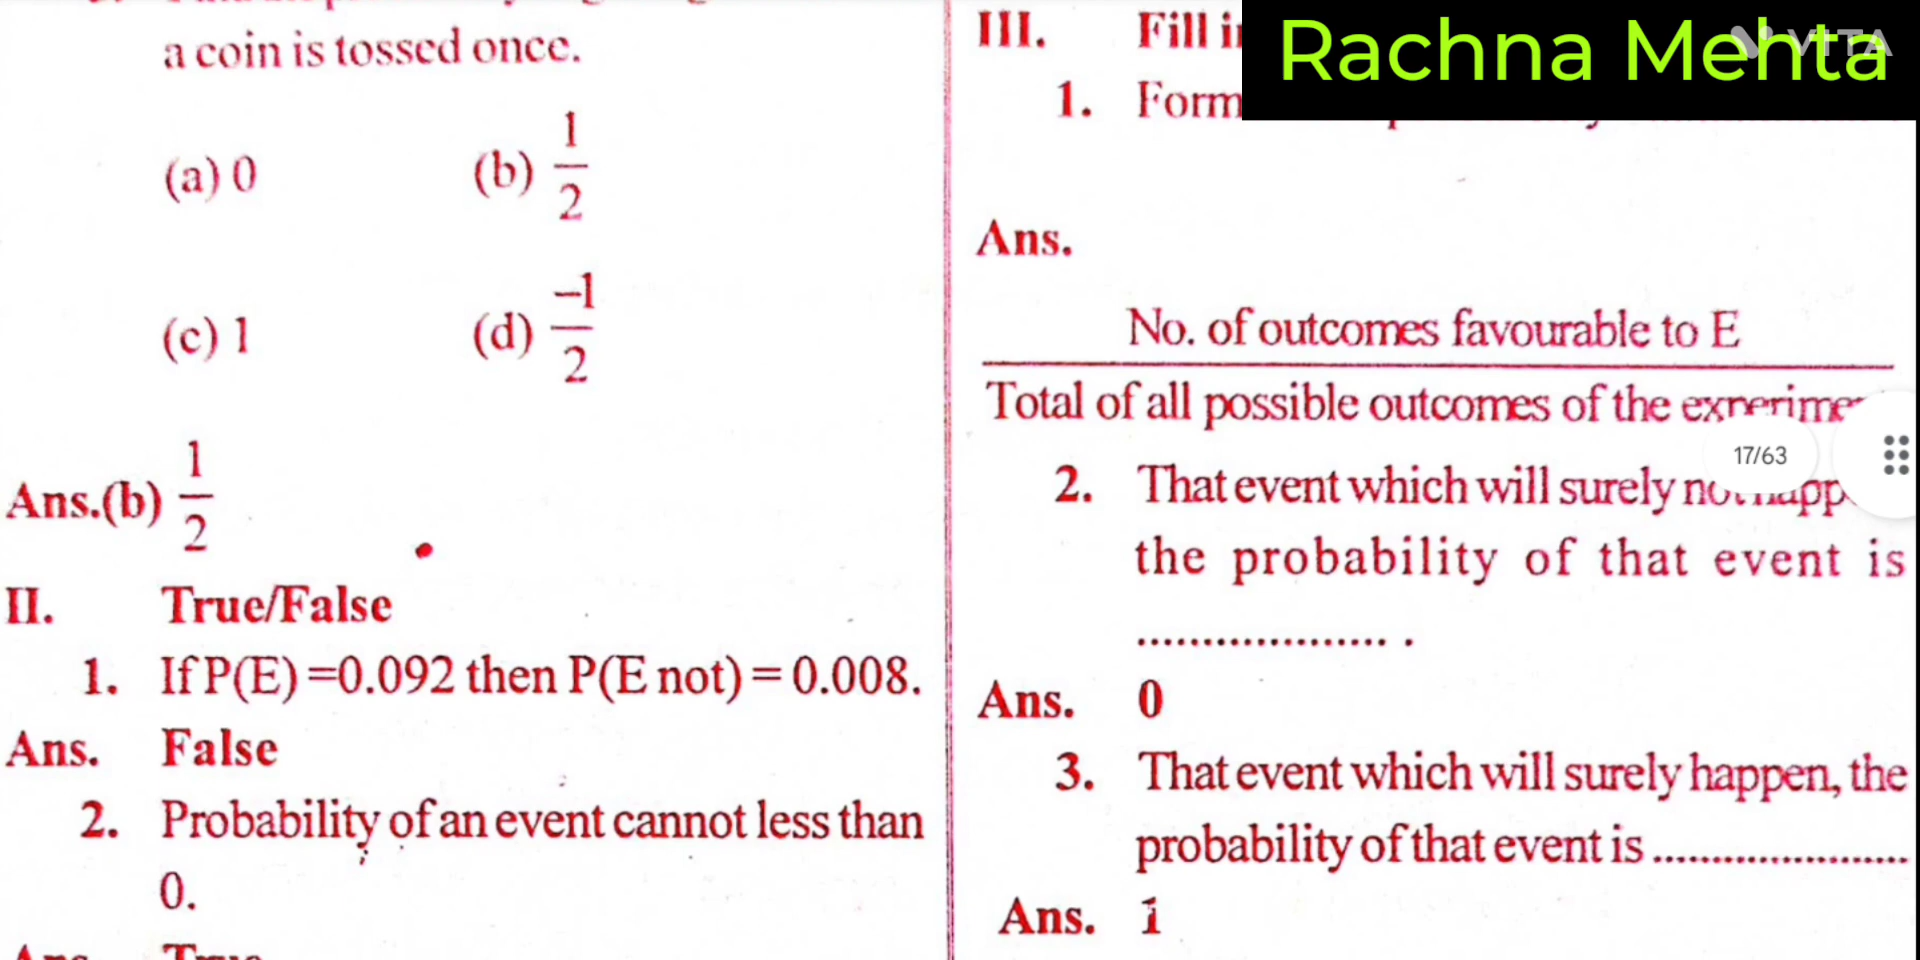 a coin is tossed once.
(a) 0 (b) 1/2
(c) 1 (d) -1/2
Ans.(b) 1/2
II. True/False
1. If P(E) =0.092 then P(E not) = 0.008.
Ans. False
2. Probability of an event cannot less than
0.
III. Fill
Rachna Mehta
VITA
1.
Ans.
No. of outcomes favourable to E
Total of all possible outcomes of the
17/63
2. That event which will surely
the probability of that event is
................... .
Ans. 0
3. That event which will surely happen, the
probability of that event is ......................
Ans. 1